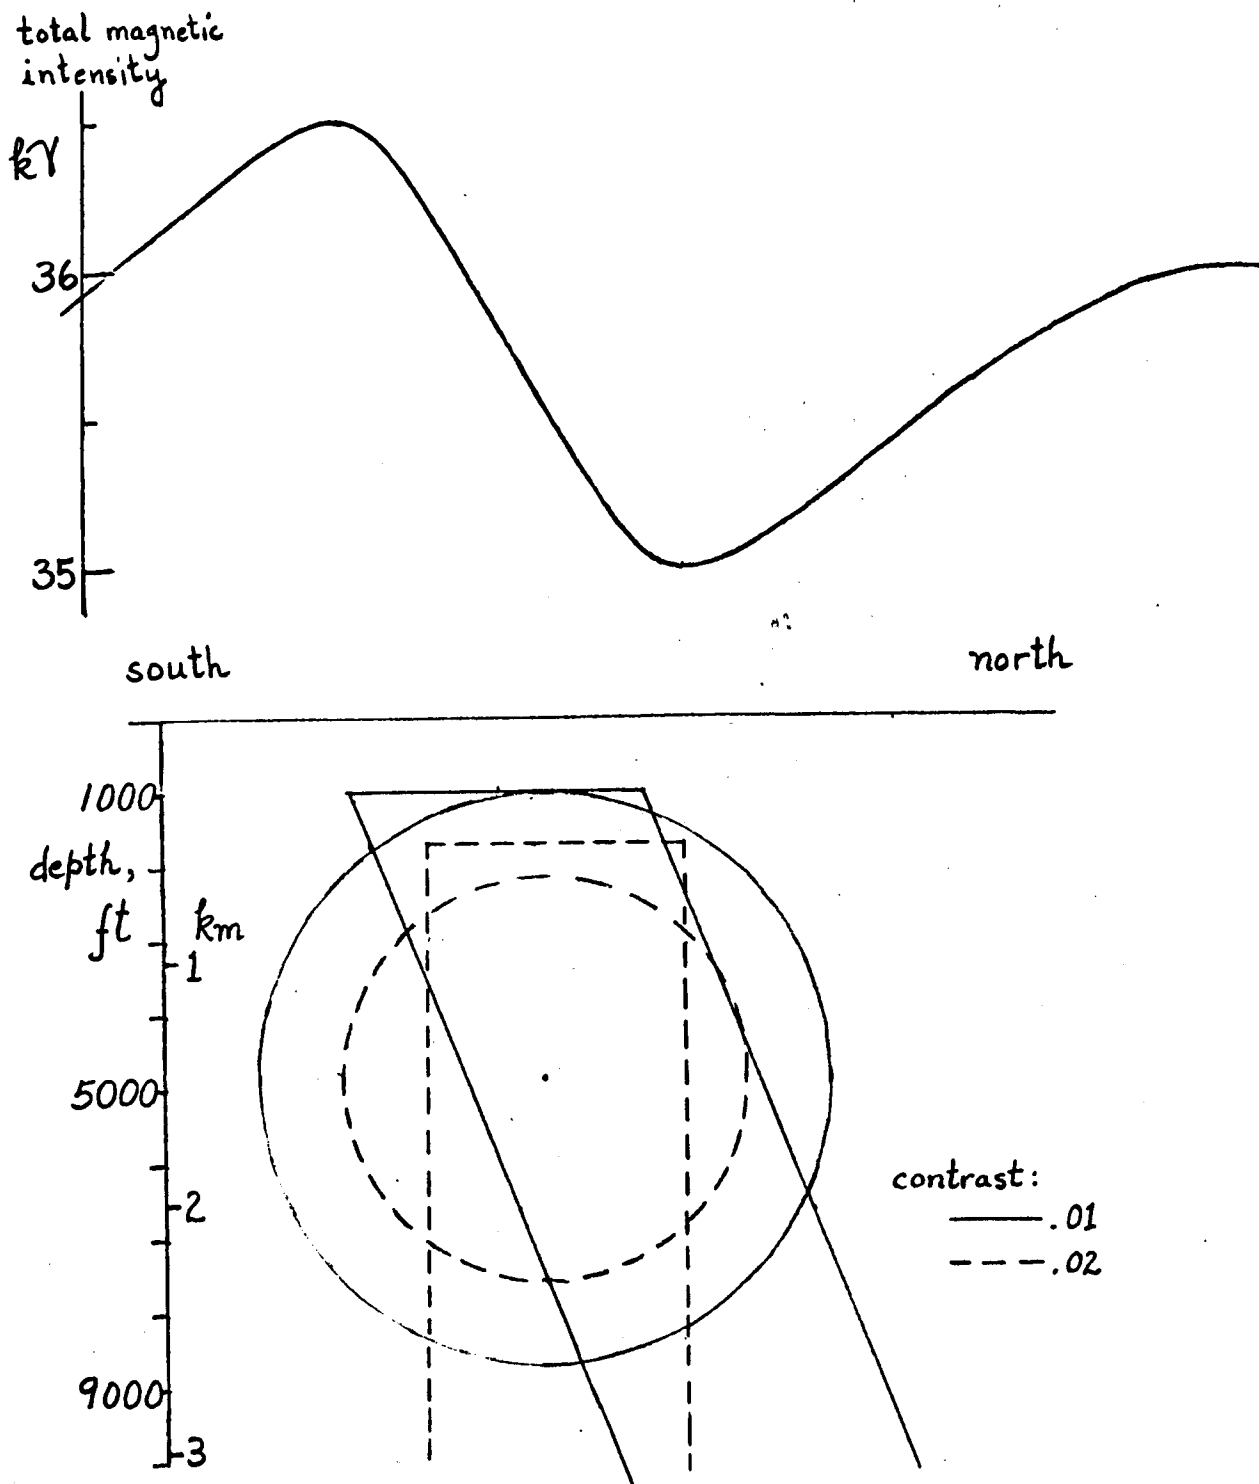 total magnetic
intensity
kγ
36
35
south north
1000
depth,
ft km
1
5000
contrast:
2 .01
.02
9000
3